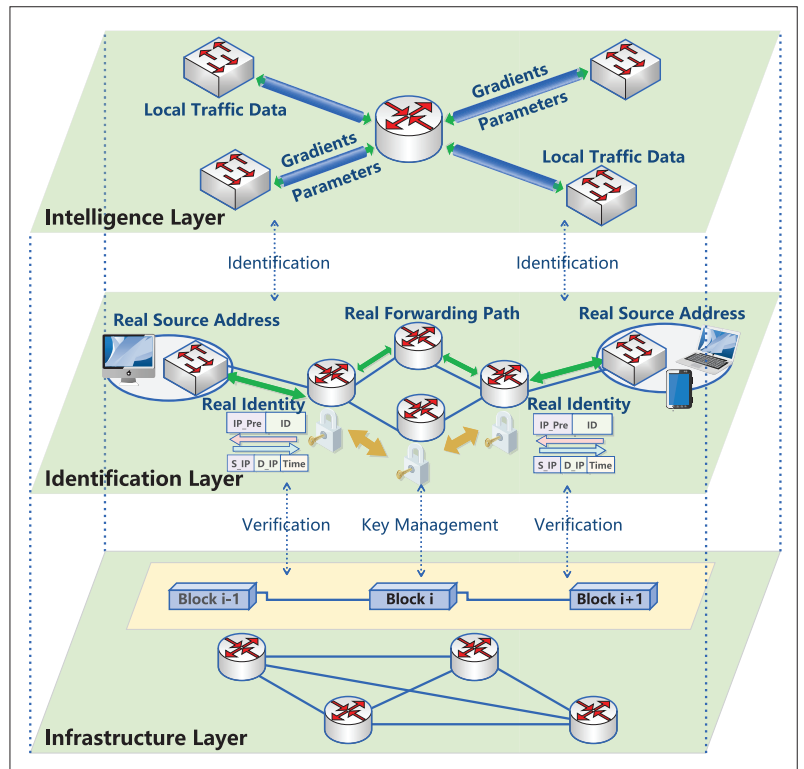 Gradients
Parameters
Local Traffic Data
Gradients
Parameters
Local Traffic Data
Intelligence Layer
Identification
Identification
Real Source Address
Real Forwarding Path
Real Source Address
Real Identity
IP_Pre
ID
S_IP
D_IP
Time
Real Identity
IP_Pre
ID
S_IP
D_IP
Time
Identification Layer
Verification
Key Management
Verification
Block i-1
Block i
Block i+1
Infrastructure Layer